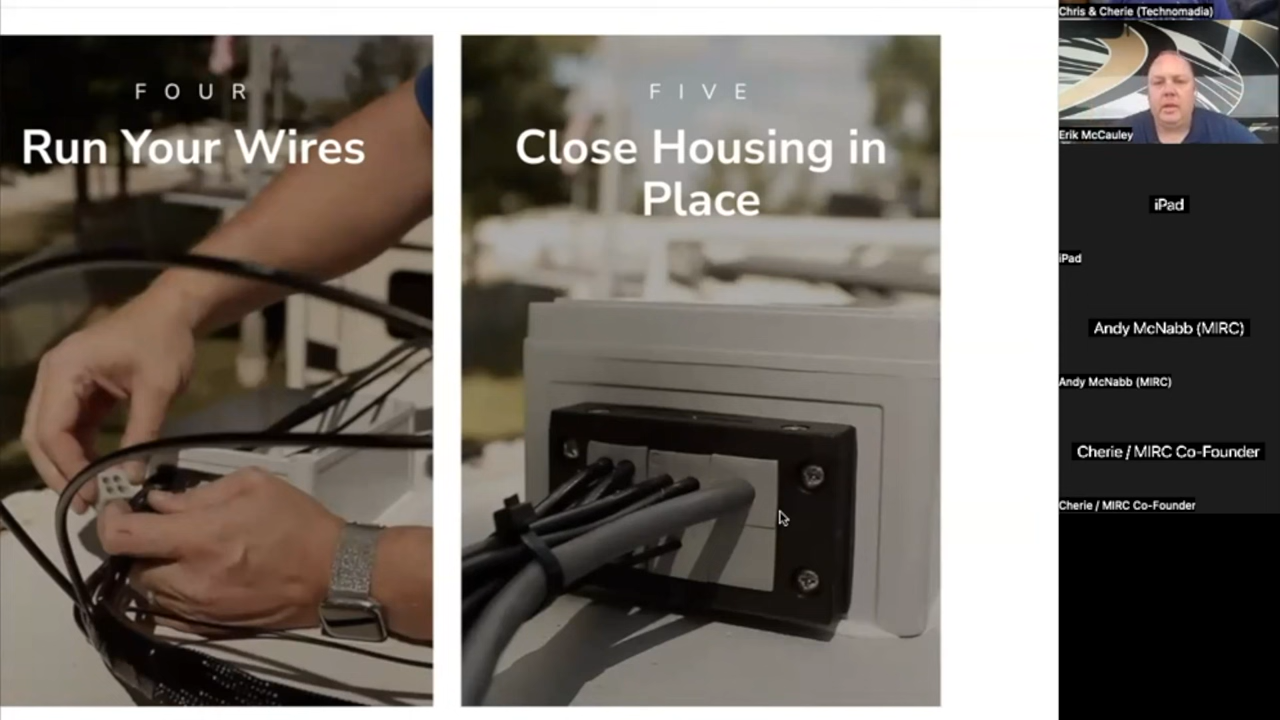 FOUR
Run Your Wires
FIVE
Close Housing in
Place
Chris & Cherie (Technomadia)
Erik McCauley
iPad
iPad
Andy McNabb (MIRC)
Andy McNabb (MIRC)
Cherie / MIRC Co-Founder
Cherie / MIRC Co-Founder